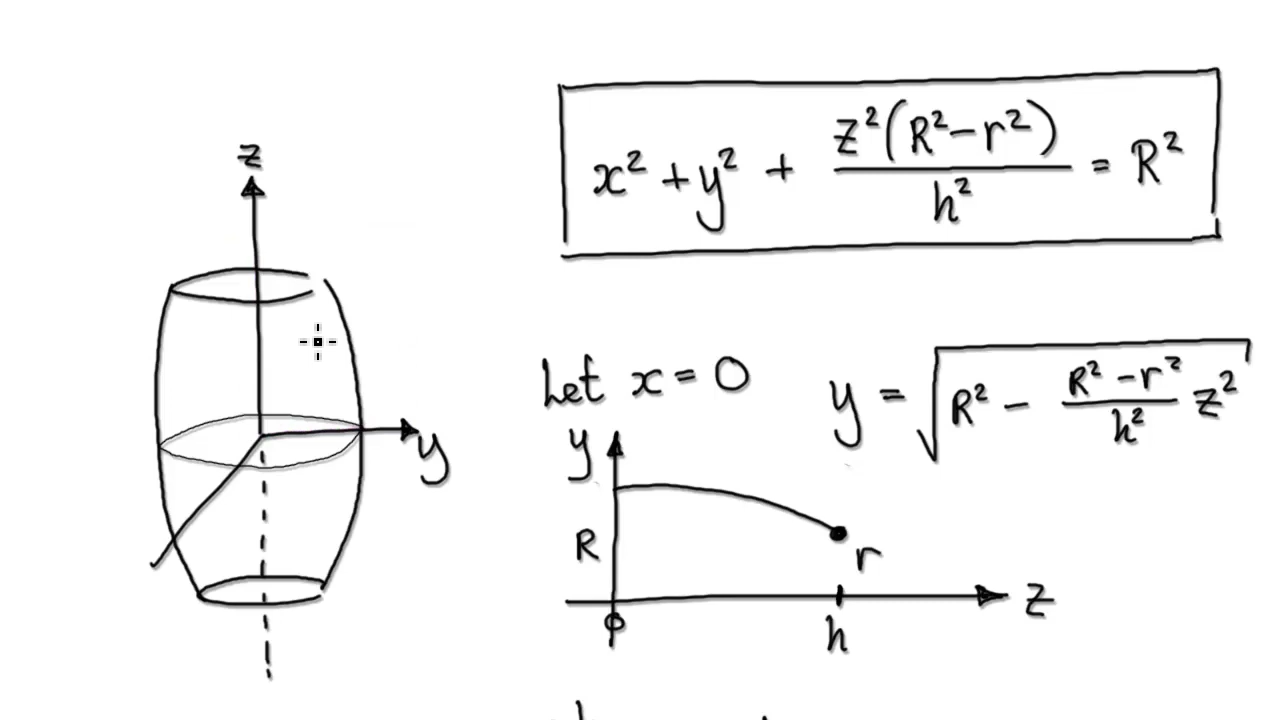 x² + y² + z²(R²-r²)/h² = R²
z
Let x = 0 y = √(R² - (R²-r²)/h² z²)
y
y
R
r
z
0
h